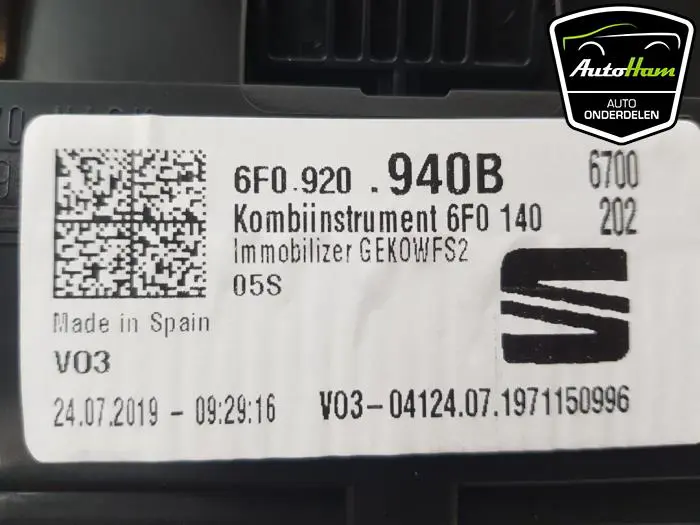 AutoHam
AUTO
ONDERDELEN
6F0.920 .940B 6700
Kombiinstrument 6F0 140 202
Immobilizer GEKOWFS2
05S
Made in Spain
V03
24.07.2019 - 09:29:16 V03-04124.07.1971150996